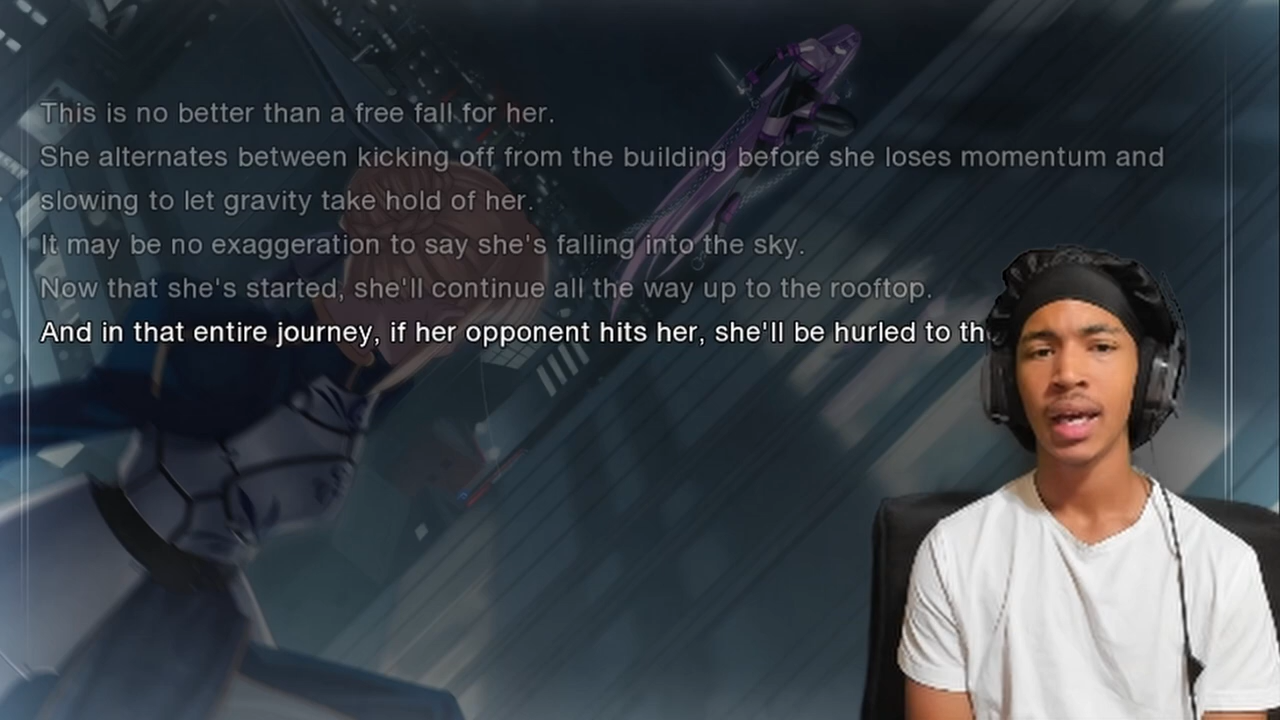 This is no better than a free fall for her.
She alternates between kicking off from the building before she loses momentum and
slowing to let gravity take hold of her.
It may be no exaggeration to say she's falling into the sky.
Now that she's started, she'll continue all the way up to the rooftop.
And in that entire journey, if her opponent hits her, she'll be hurled to